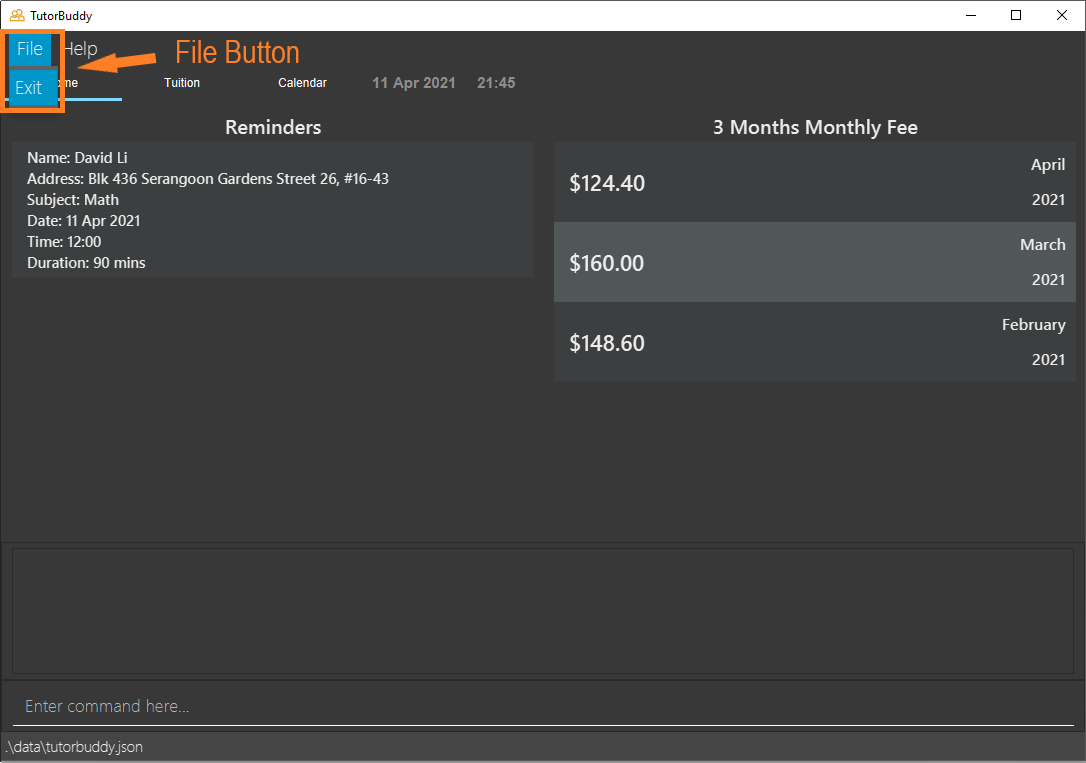 TutorBuddy
File Help
File Button
Exit
Tuition Calendar 11 Apr 2021 21:45
Reminders
Name: David Li
Address: Blk 436 Serangoon Gardens Street 26, #16-43
Subject: Math
Date: 11 Apr 2021
Time: 12:00
Duration: 90 mins
3 Months Monthly Fee
$124.40
April
2021
$160.00
March
2021
$148.60
February
2021
Enter command here...
.\data\tutorbuddy.json